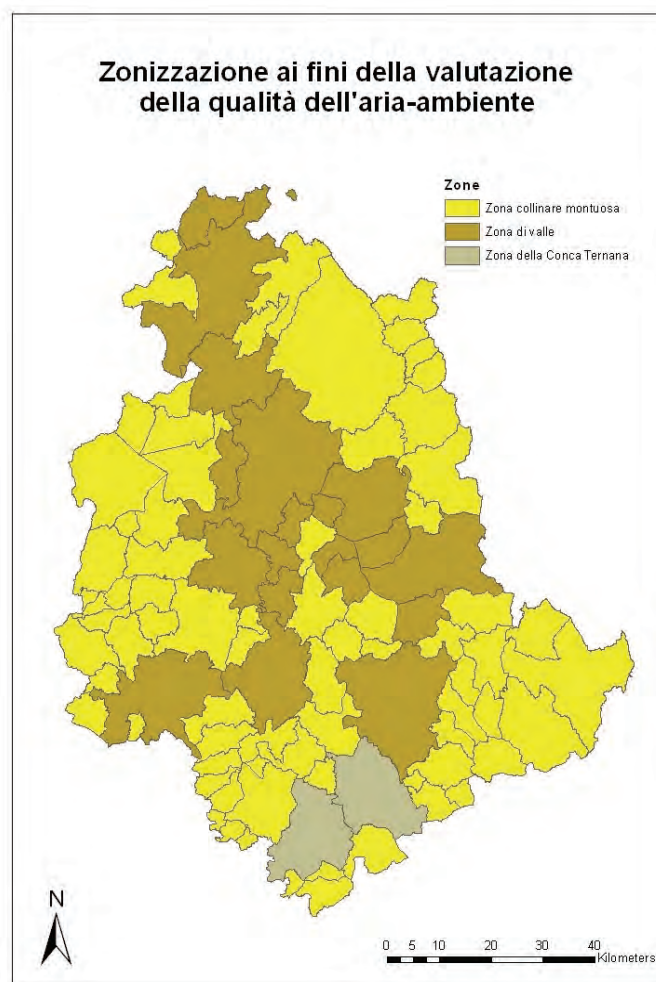 Zonizzazione ai fini della valutazione
della qualità dell'aria-ambiente
Zone
Zona collinare montuosa
Zona di valle
Zona della Conca Ternana
N
0 5 10 20 30 40
Kilometers